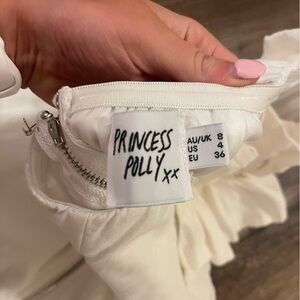 PRINCESS
POLLY xx
AU/UK 8
US 4
EU 36